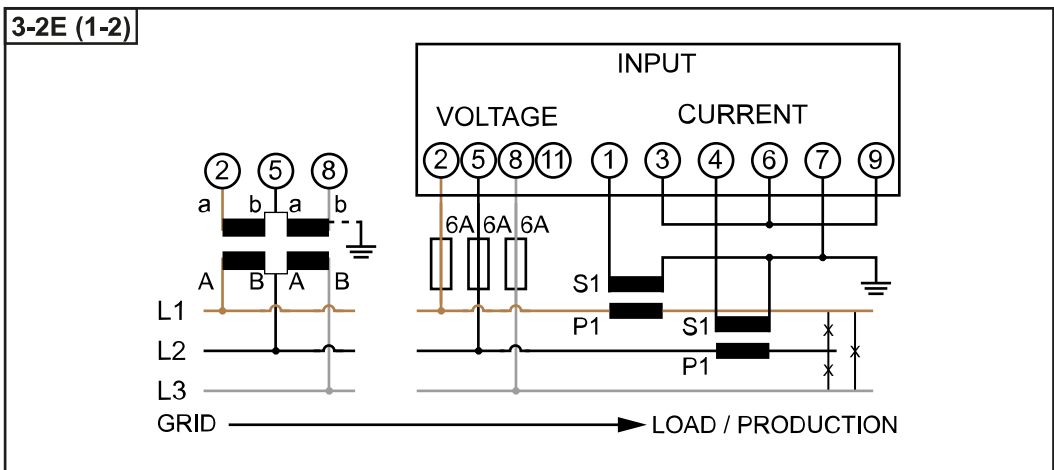 3-2E (1-2)
INPUT
VOLTAGE CURRENT
2 5 8 11 1 3 4 6 7 9
2 5 8
a b a b
6A 6A 6A
A B A B
S1
P1
S1
P1
L1
L2
L3
GRID LOAD / PRODUCTION